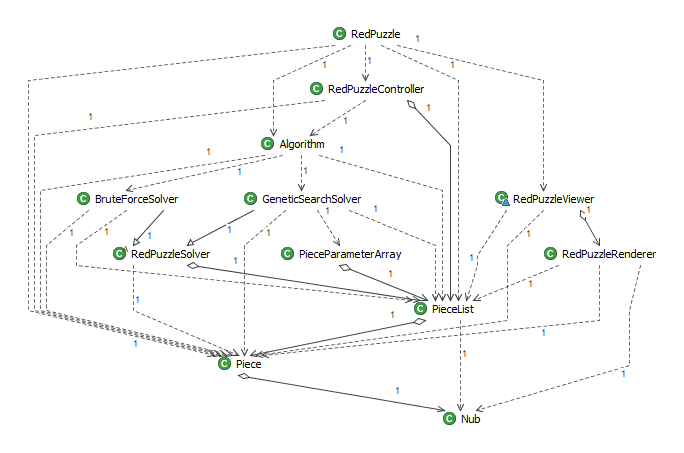 C RedPuzzle
1
1
1
1
C RedPuzzleController
1
1
1
C Algorithm
1
1
1
1
C BruteForceSolver
C GeneticSearchSolver
C RedPuzzleViewer
1
1
1
1
1
1
1
C RedPuzzleSolver
C PieceParameterArray
C RedPuzzleRenderer
1
1
1
1
1
1
C PieceList
1
1
1
1
1
C Piece
1
1
C Nub